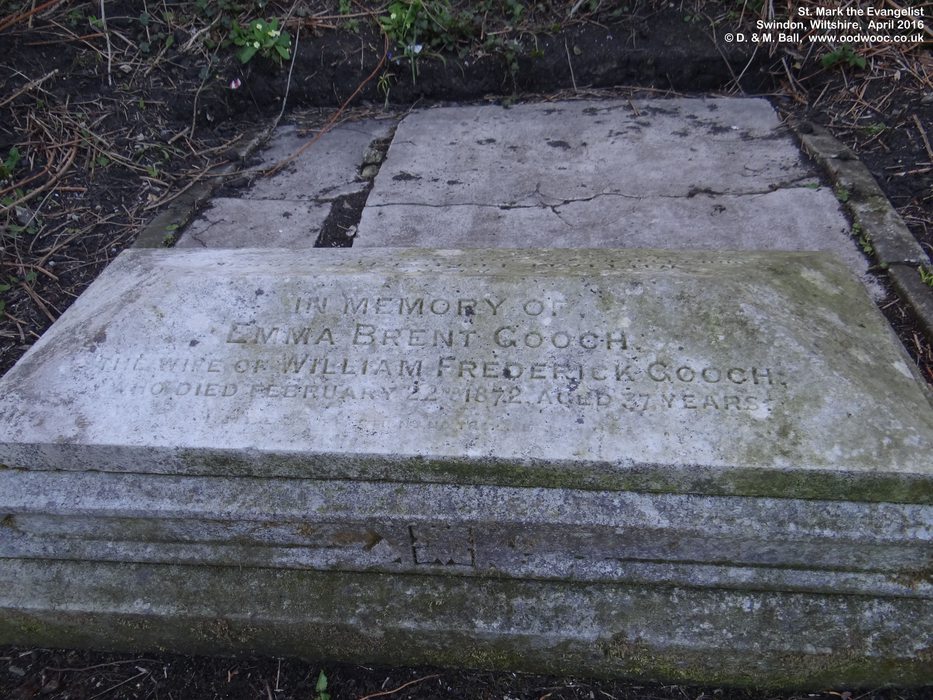 St. Mark the Evangelist
Swindon, Wiltshire, April 2016
© D. & M. Ball, www.oodwooc.co.uk
IN MEMORY OF
EMMA BRENT GOOCH.
THE WIFE OF WILLIAM FREDERICK GOOCH,
WHO DIED FEBRUARY 22ND 1872. AGED 37 YEARS.